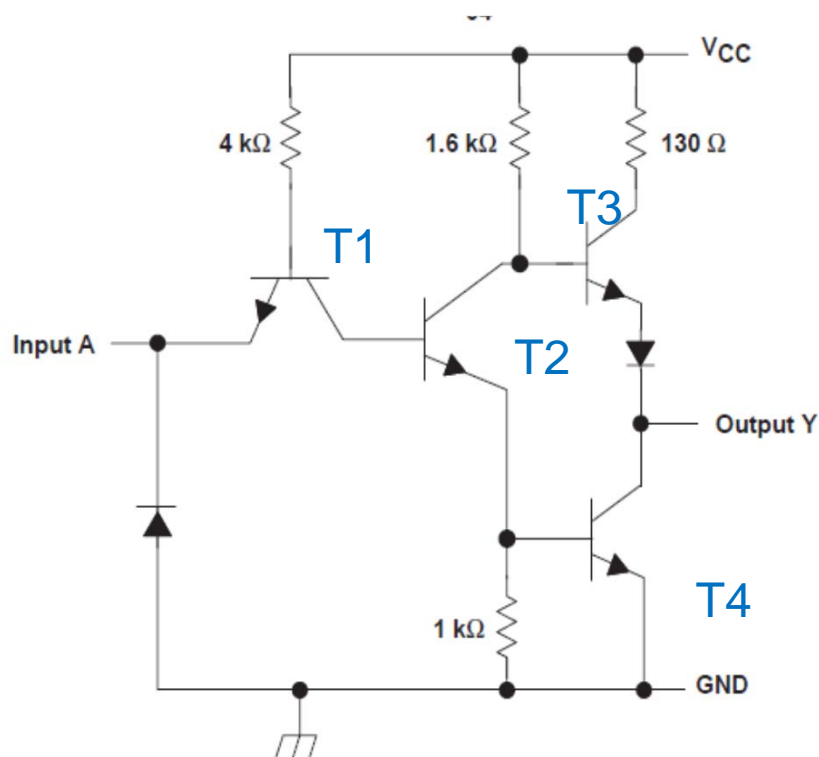 VCC
4 kΩ
1.6 kΩ
130 Ω
T3
T1
Input A
T2
Output Y
T4
1 kΩ
GND